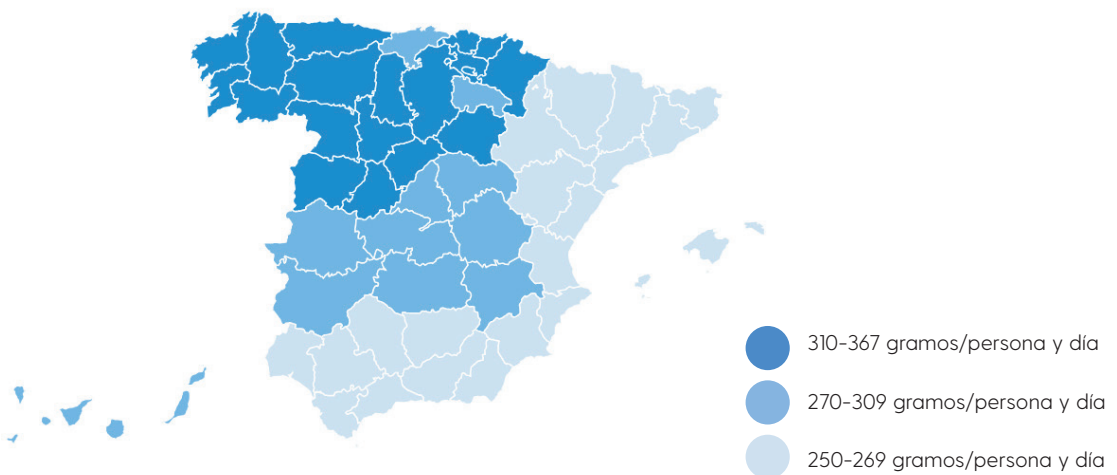 310-367 gramos/persona y día
270-309 gramos/persona y día
250-269 gramos/persona y día